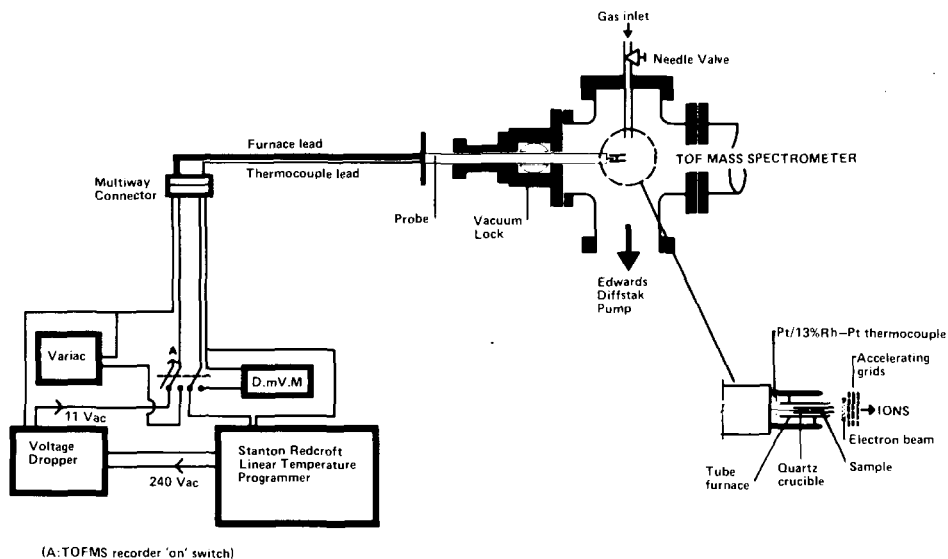 Gas inlet
Needle Valve
Furnace lead
Thermocouple lead
TOF MASS SPECTROMETER
Multiway
Connector
Probe
Vacuum
Lock
Edwards
Diffstak
Pump
Pt/13%Rh–Pt thermocouple
Accelerating
grids
IONS
Electron beam
Tube
furnace
Quartz
crucible
Sample
Variac
A
D.mV.M
11 Vac
Voltage
Dropper
240 Vac
Stanton Redcroft
Linear Temperature
Programmer
(A:TOFMS recorder 'on' switch)